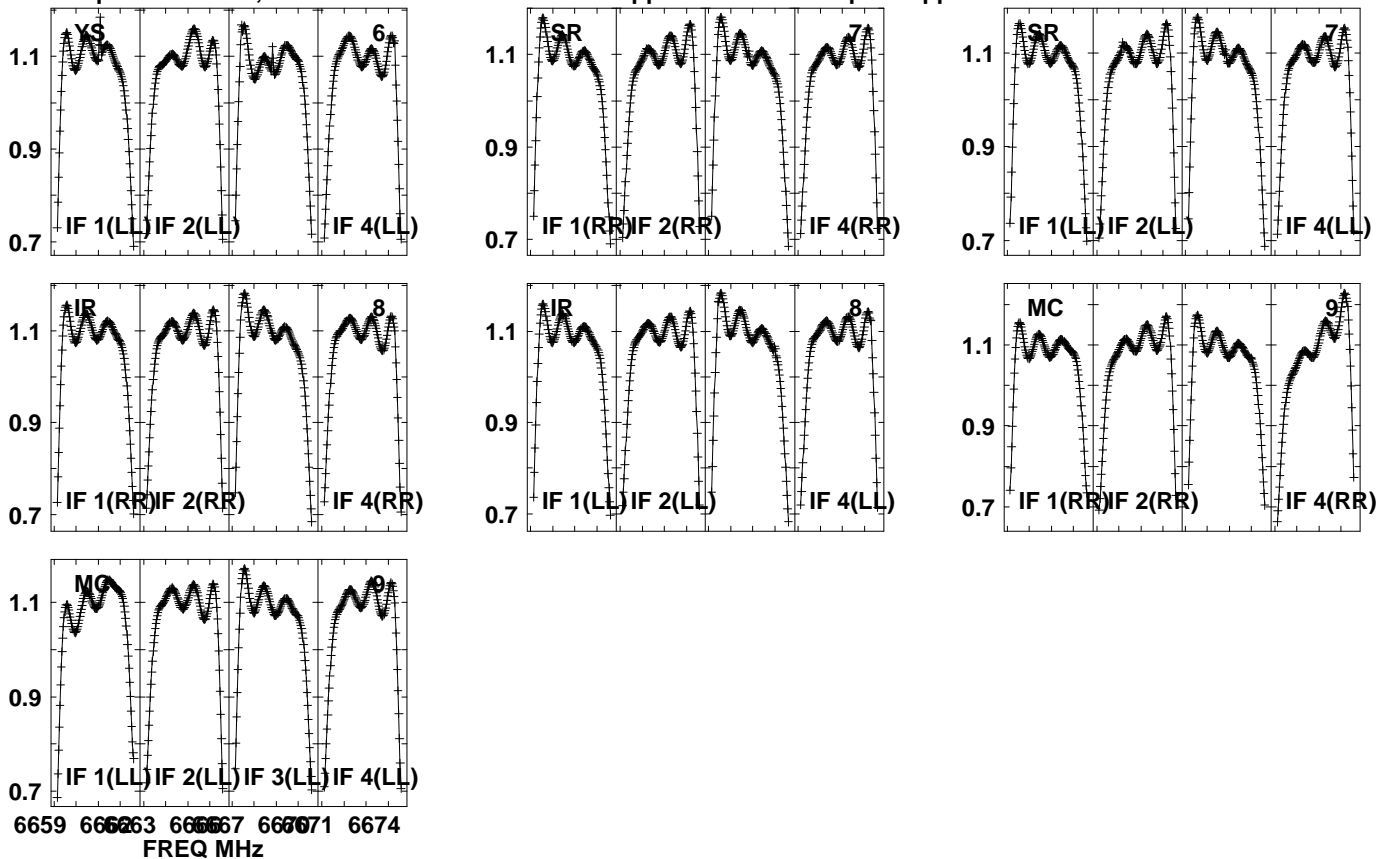 YS 6
1.1
0.9
0.7
IF 1(LL) IF 2(LL) IF 4(LL)
SR 7
1.1
0.9
0.7
IF 1(RR) IF 2(RR) IF 4(RR)
SR 7
1.1
0.9
0.7
IF 1(LL) IF 2(LL) IF 4(LL)
IR 8
1.1
0.9
0.7
IF 1(RR) IF 2(RR) IF 4(RR)
IR 8
1.1
0.9
0.7
IF 1(LL) IF 2(LL) IF 4(LL)
MC 9
1.1
0.9
0.7
IF 1(RR) IF 2(RR) IF 4(RR)
MC 9
1.1
0.9
0.7
IF 1(LL) IF 2(LL) IF 3(LL) IF 4(LL)
6659 6662 6663 6666 6667 6670 6671 6674
FREQ MHz